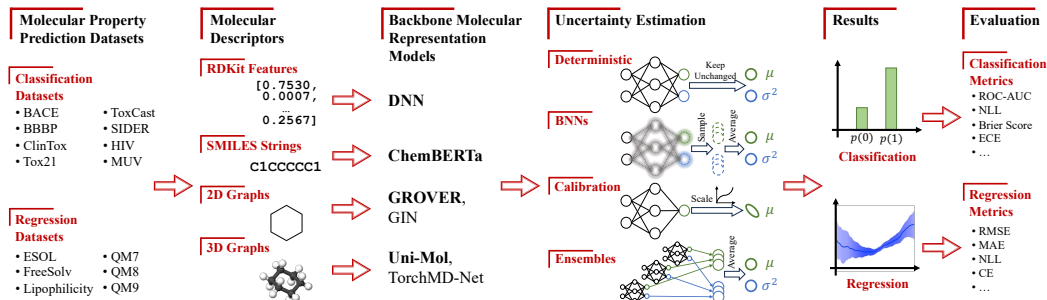 Molecular Property
Prediction Datasets
Classification
Datasets
• BACE
• BBBP
• ClinTox
• Tox21
• ToxCast
• SIDER
• HIV
• MUV
Regression
Datasets
• ESOL
• FreeSolv
• Lipophilicity
• QM7
• QM8
• QM9
Molecular
Descriptors
RDKit Features
[0.7530,
0.0007,
…
0.2567]
SMILES Strings
C1CCCCC1
2D Graphs
3D Graphs
Backbone Molecular
Representation
Models
DNN
ChemBERTa
GROVER,
GIN
Uni-Mol,
TorchMD-Net
Uncertainty Estimation
Deterministic
Keep
Unchanged
μ
σ²
BNNs
Sample
Average
μ
σ²
Calibration
Scale
μ
Ensembles
Average
μ
σ²
Results
p(0) p(1)
Classification
Regression
Evaluation
Classification
Metrics
• ROC-AUC
• NLL
• Brier Score
• ECE
• …
Regression
Metrics
• RMSE
• MAE
• NLL
• CE
• …